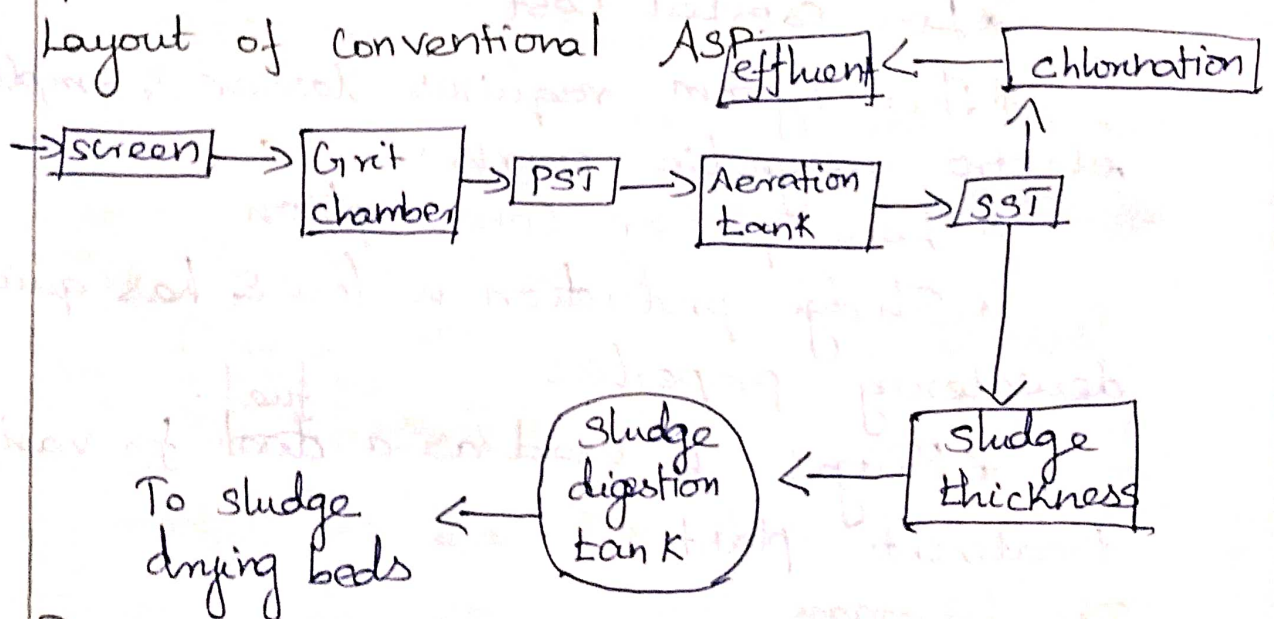 Layout of conventional ASP
effluent
chlorination
screen
Grit
chamber
PST
Aeration
tank
SST
sludge
thickness
sludge
digestion
tank
To sludge
drying beds